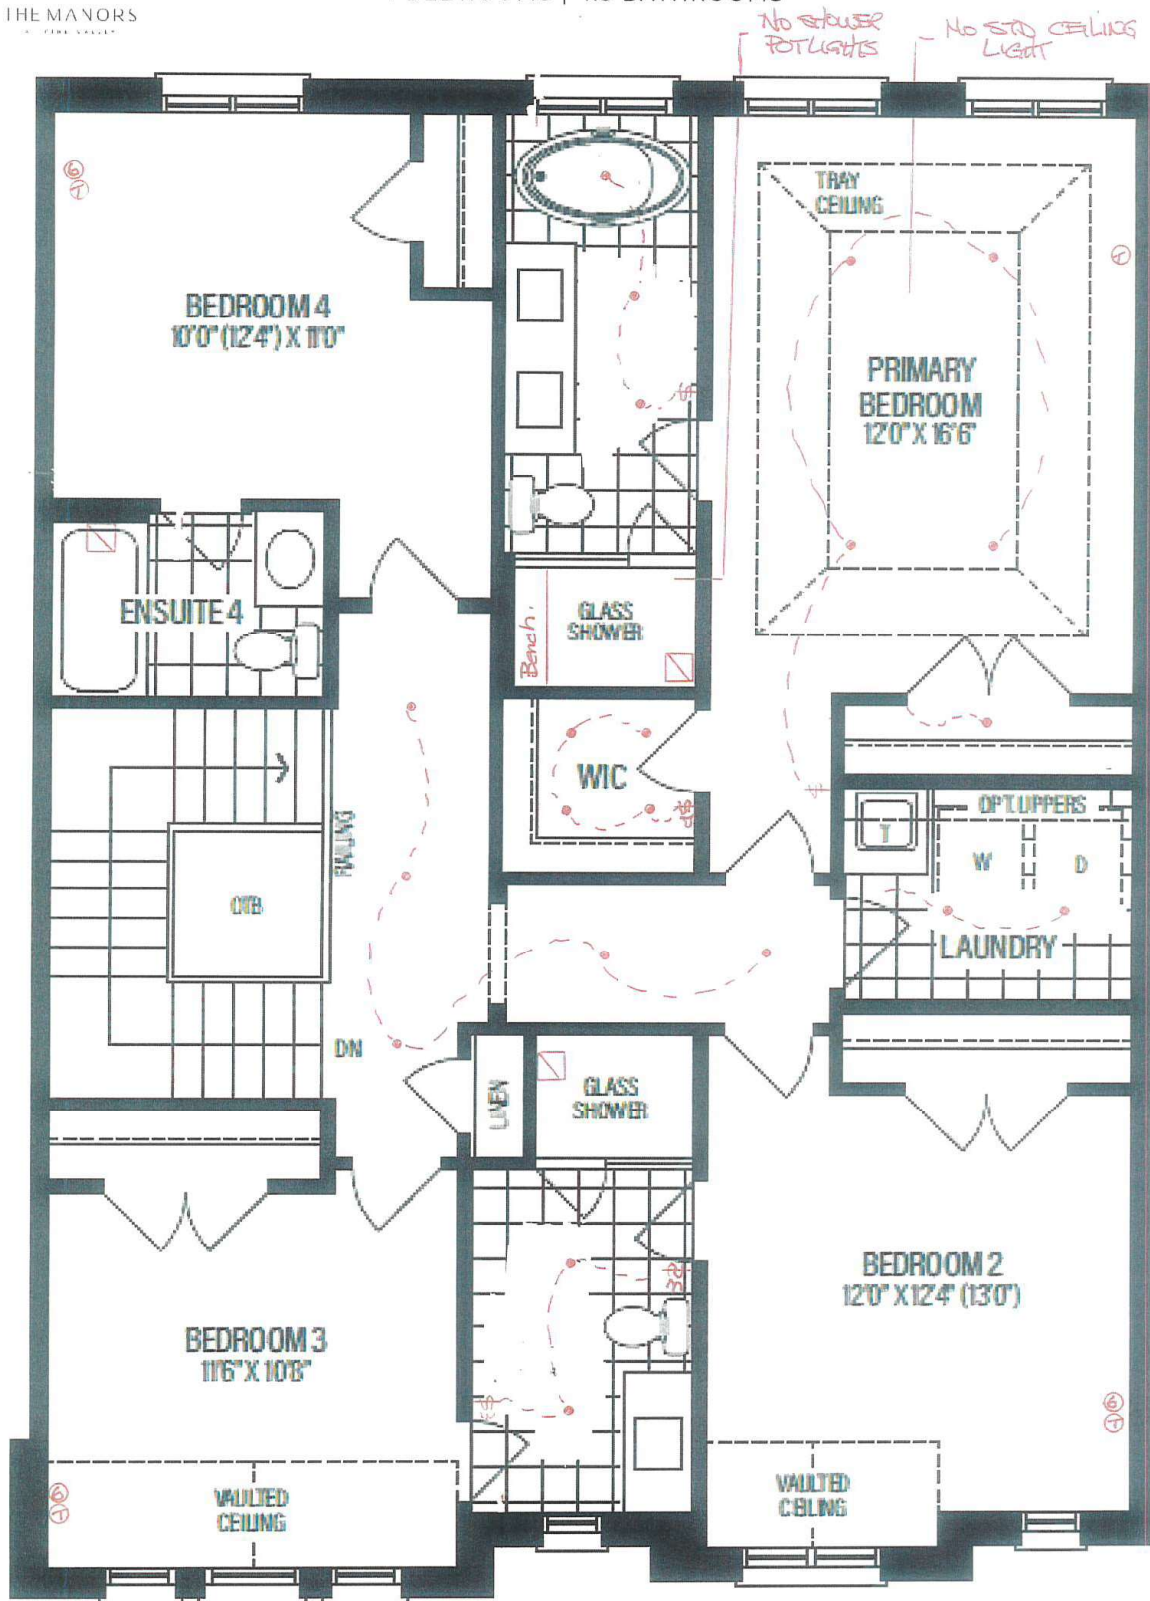 THE MANORS
NO SHOWER
POTLIGHTS
NO STD CEILING
LIGHT
6
T
TRAY
CEILING
T
BEDROOM 4
10'0" (12'4") X 11'0"
PRIMARY
BEDROOM
12'0" X 16'6"
$
ENSUITE 4
Bench.
GLASS
SHOWER
WIC
$
$
OPT. UPPERS
T
W
D
RAILING
OTB
LAUNDRY
DN
LINEN
GLASS
SHOWER
BEDROOM 2
12'0" X 12'4" (13'0")
BEDROOM 3
11'6" X 10'8"
6
T
6
T
VAULTED
CEILING
VAULTED
CEILING